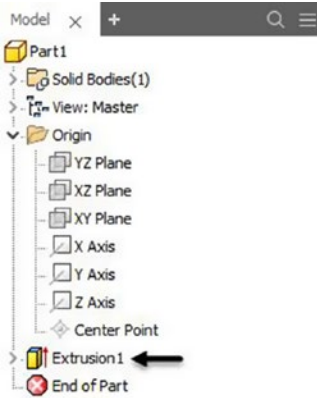 Model
Part1
Solid Bodies(1)
View: Master
Origin
YZ Plane
XZ Plane
XY Plane
X Axis
Y Axis
Z Axis
Center Point
Extrusion1
End of Part